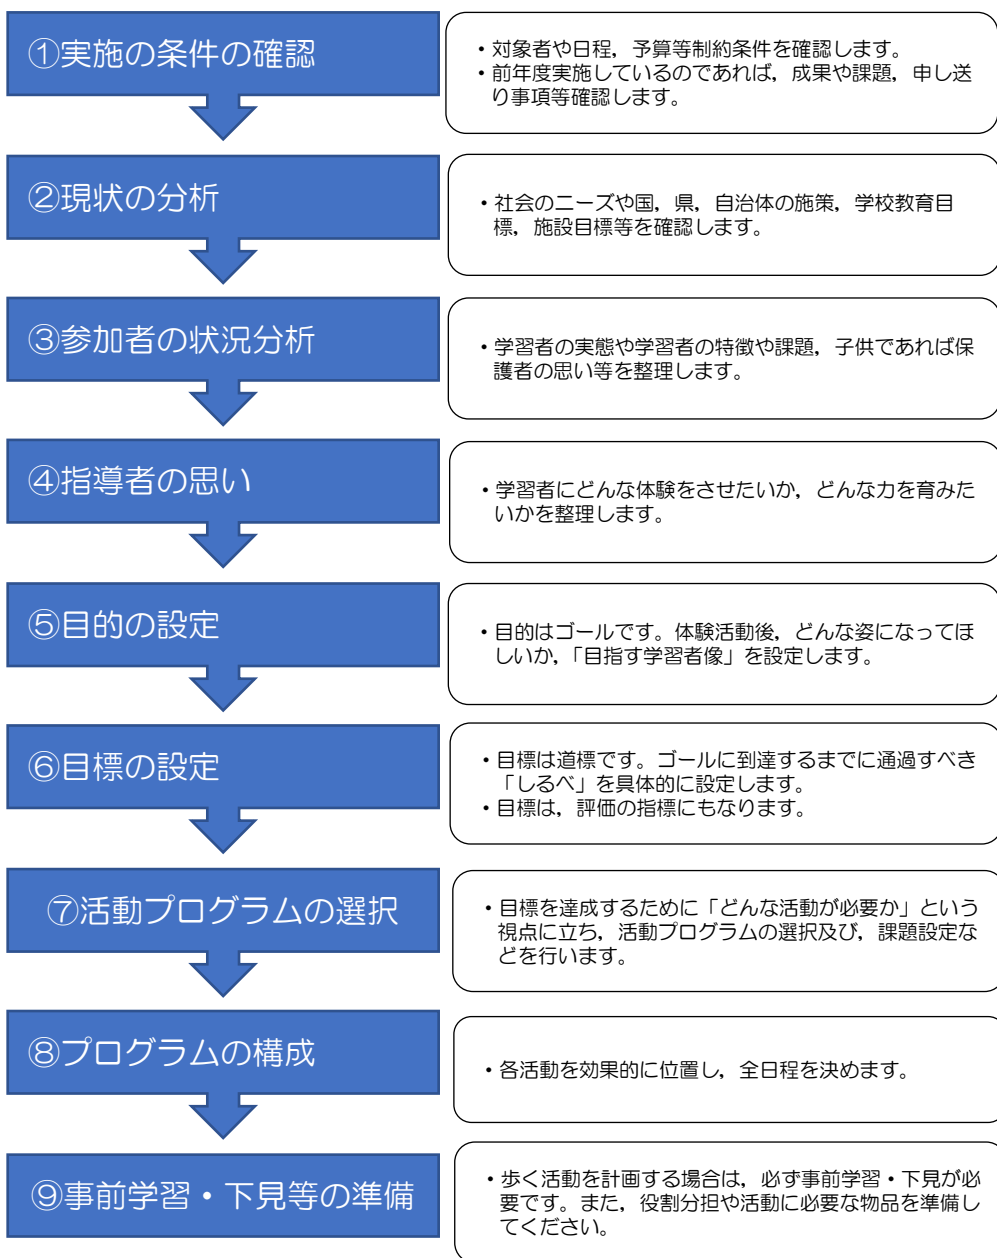 ①実施の条件の確認
・対象者や日程，予算等制約条件を確認します。
・前年度実施しているのであれば，成果や課題，申し送
り事項等確認します。
②現状の分析
・社会のニーズや国，県，自治体の施策，学校教育目
標，施設目標等を確認します。
③参加者の状況分析
・学習者の実態や学習者の特徴や課題，子供であれば保
護者の思い等を整理します。
④指導者の思い
・学習者にどんな体験をさせたいか，どんな力を育みた
いかを整理します。
⑤目的の設定
・目的はゴールです。体験活動後，どんな姿になってほ
しいか，「目指す学習者像」を設定します。
⑥目標の設定
・目標は道標です。ゴールに到達するまでに通過すべき
「しるべ」を具体的に設定します。
・目標は，評価の指標にもなります。
⑦活動プログラムの選択
・目標を達成するために「どんな活動が必要か」という
視点に立ち，活動プログラムの選択及び，課題設定な
どを行います。
⑧プログラムの構成
・各活動を効果的に位置し，全日程を決めます。
⑨事前学習・下見等の準備
・歩く活動を計画する場合は，必ず事前学習・下見が必
要です。また，役割分担や活動に必要な物品を準備し
てください。